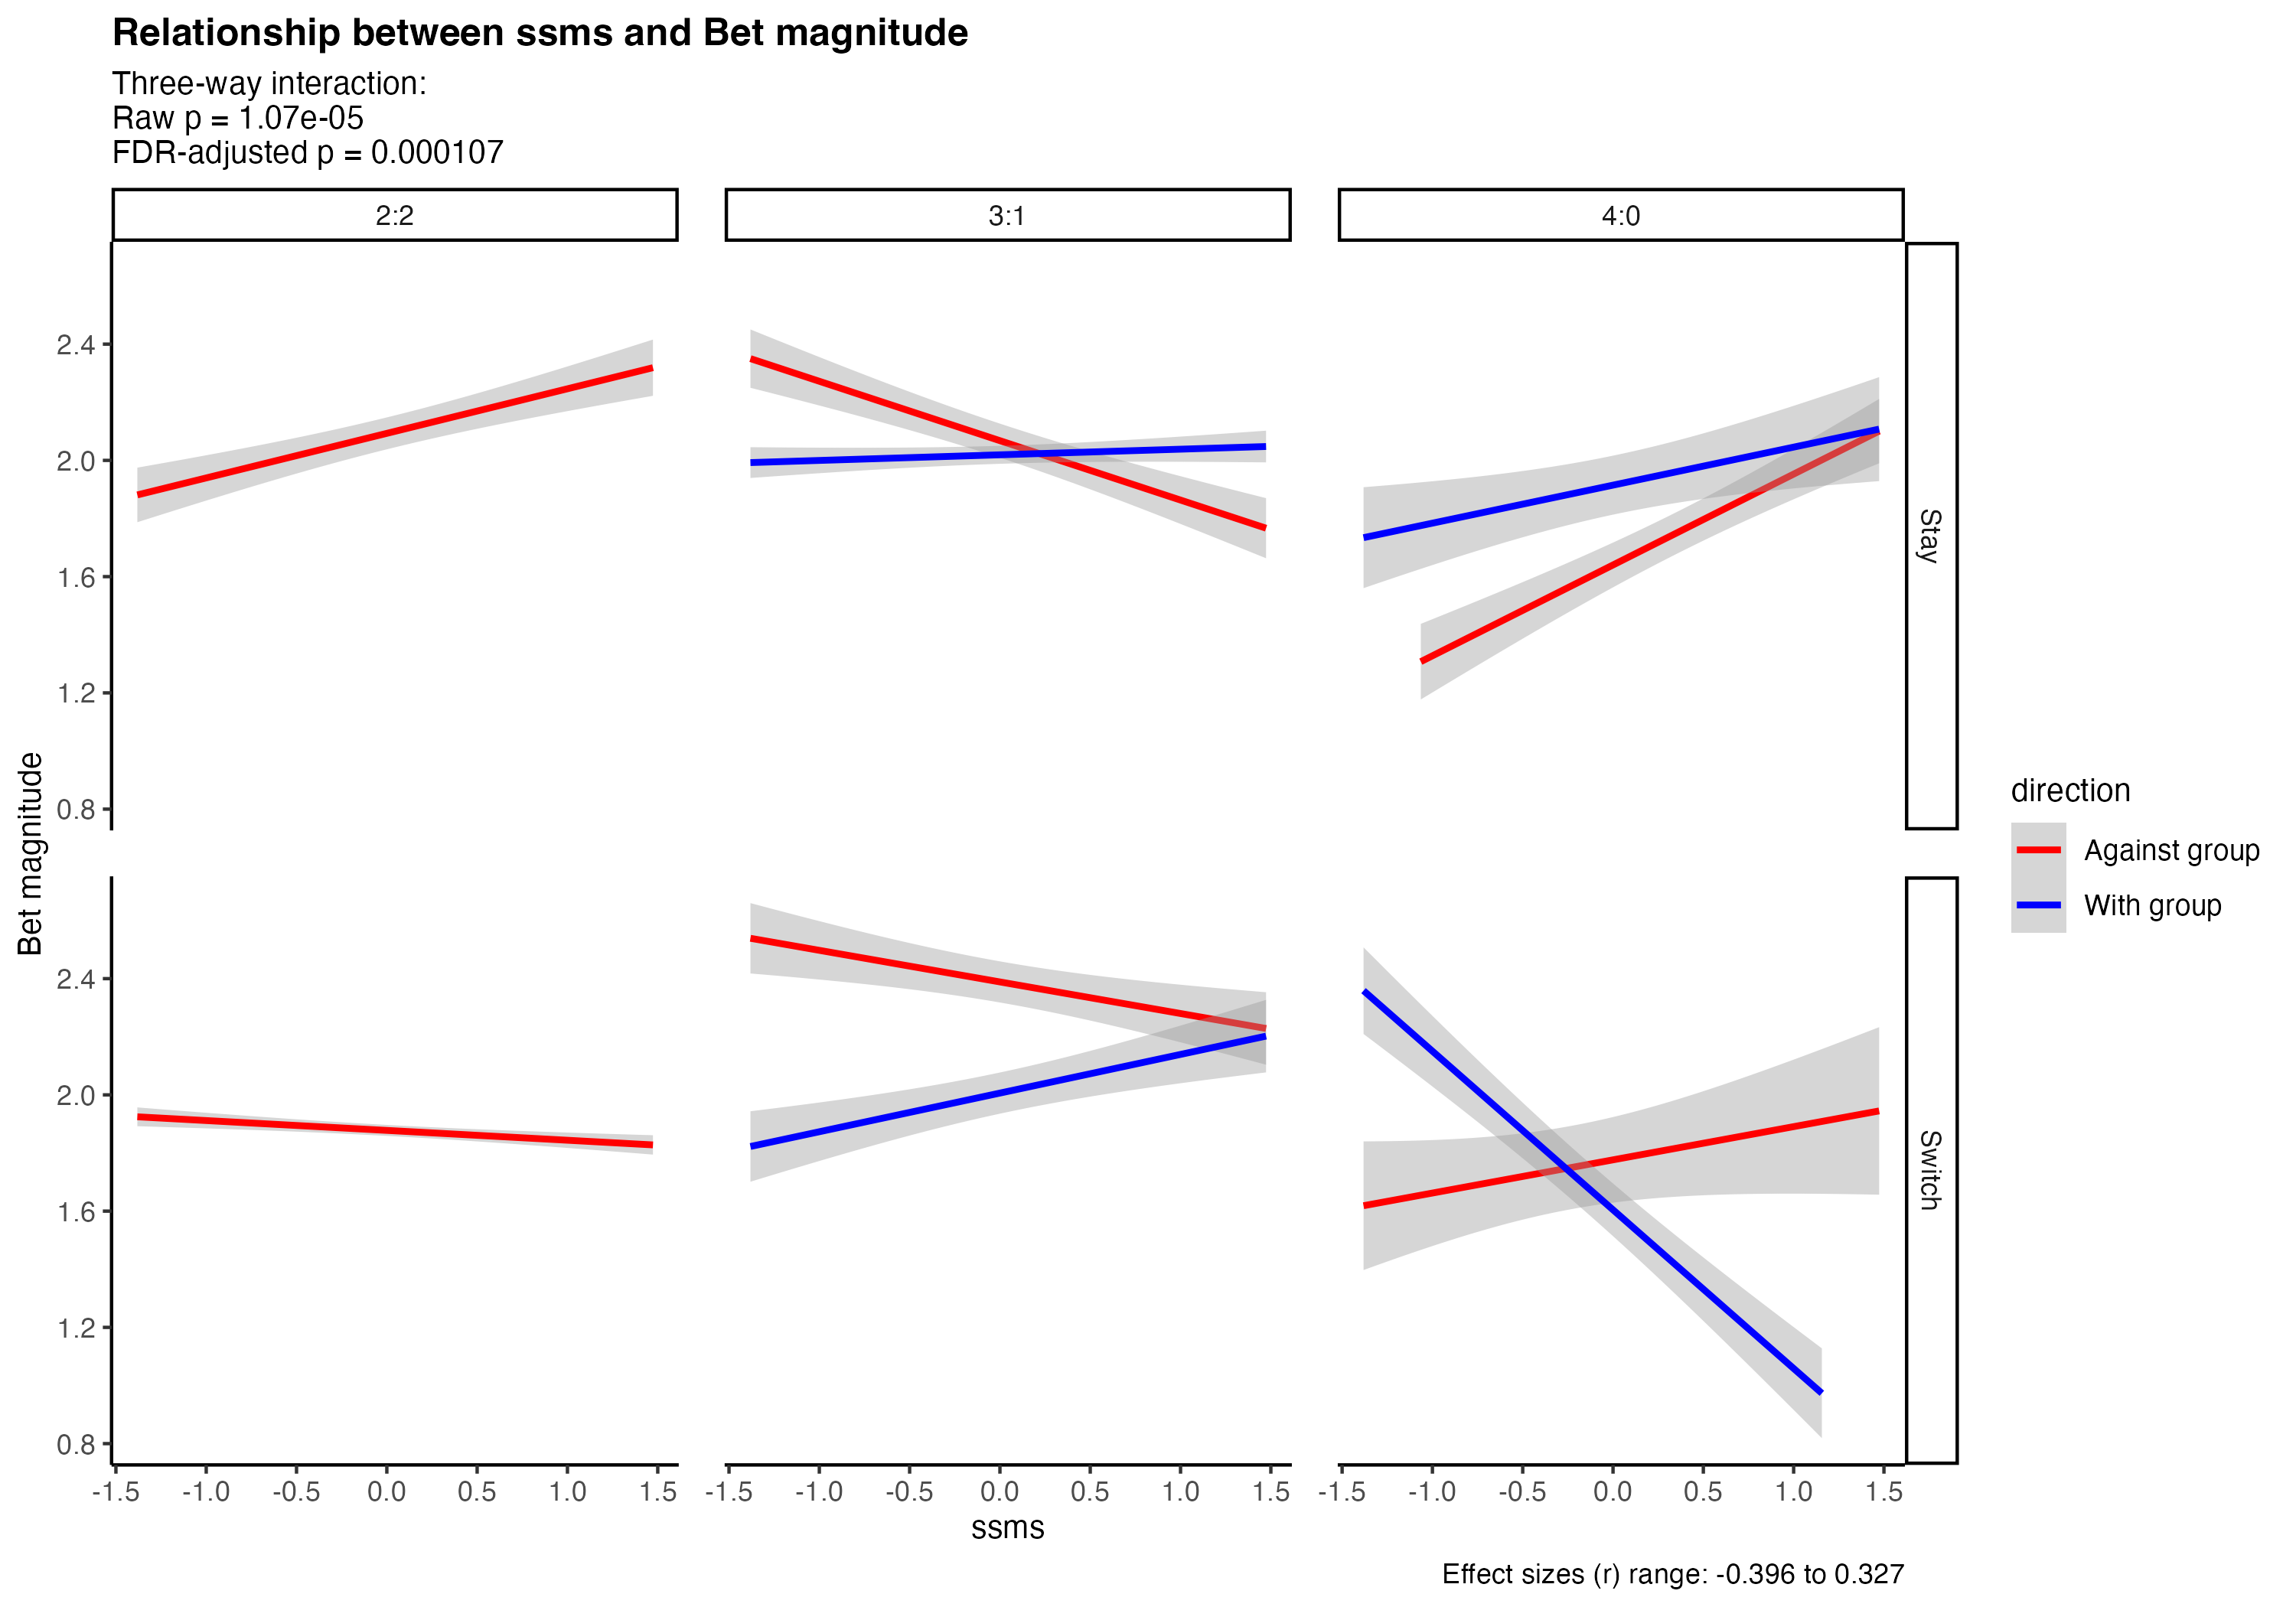 Relationship between ssms and Bet magnitude
Three-way interaction:
Raw p = 1.07e-05
FDR-adjusted p = 0.000107
2:2 3:1 4:0
2.4
2.0
1.6
1.2
0.8
Stay
2.4
2.0
1.6
1.2
0.8
Switch
Bet magnitude
direction
Against group
With group
-1.5 -1.0 -0.5 0.0 0.5 1.0 1.5 -1.5 -1.0 -0.5 0.0 0.5 1.0 1.5 -1.5 -1.0 -0.5 0.0 0.5 1.0 1.5
ssms
Effect sizes (r) range: -0.396 to 0.327